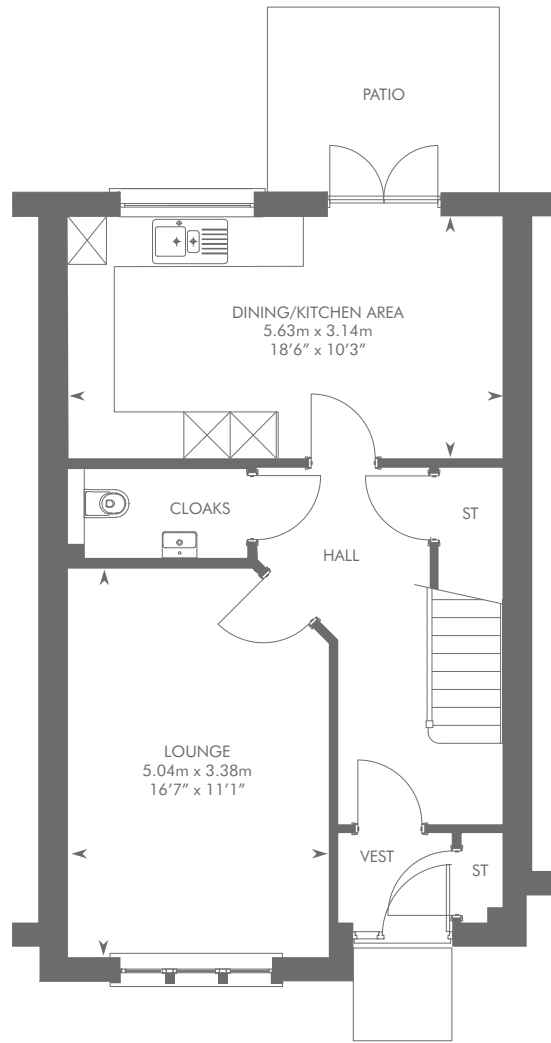 PATIO
DINING/KITCHEN AREA
5.63m x 3.14m
18’6” x 10’3”
CLOAKS
ST
HALL
LOUNGE
5.04m x 3.38m
16’7” x 11’1”
VEST
ST